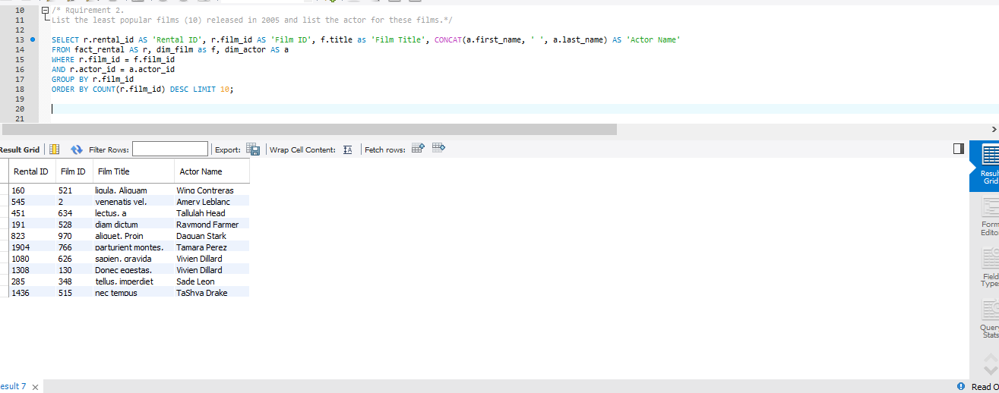 10 /* Rquirement 2.
11 List the least popular films (10) released in 2005 and list the actor for these films.*/
12
13 SELECT r.rental_id AS 'Rental ID', r.film_id AS 'Film ID', f.title as 'Film Title', CONCAT(a.first_name, ' ', a.last_name) AS 'Actor Name'
14 FROM fact_rental AS r, dim_film as f, dim_actor AS a
15 WHERE r.film_id = f.film_id
16 AND r.actor_id = a.actor_id
17 GROUP BY r.film_id
18 ORDER BY COUNT(r.film_id) DESC LIMIT 10;
19
20
21
Result Grid Filter Rows: Export: Wrap Cell Content: Fetch rows:
Rental ID Film ID Film Title Actor Name
160 521 ligula. Aliquam Wing Contreras
545 2 venenatis vel, Amery Leblanc
451 634 lectus. a Tallulah Head
191 528 diam dictum Raymond Farmer
823 970 aliquet. Proin Daquan Stark
1904 766 parturient montes, Tamara Perez
1080 626 sapien, gravida Vivien Dillard
1308 130 Donec egestas. Vivien Dillard
285 348 tellus, imperdiet Sade Leon
1436 515 nec tempus TaShya Drake
Resul
Grid
Form
Edito
Field
Type
Quer
Stats
esult 7
Read O